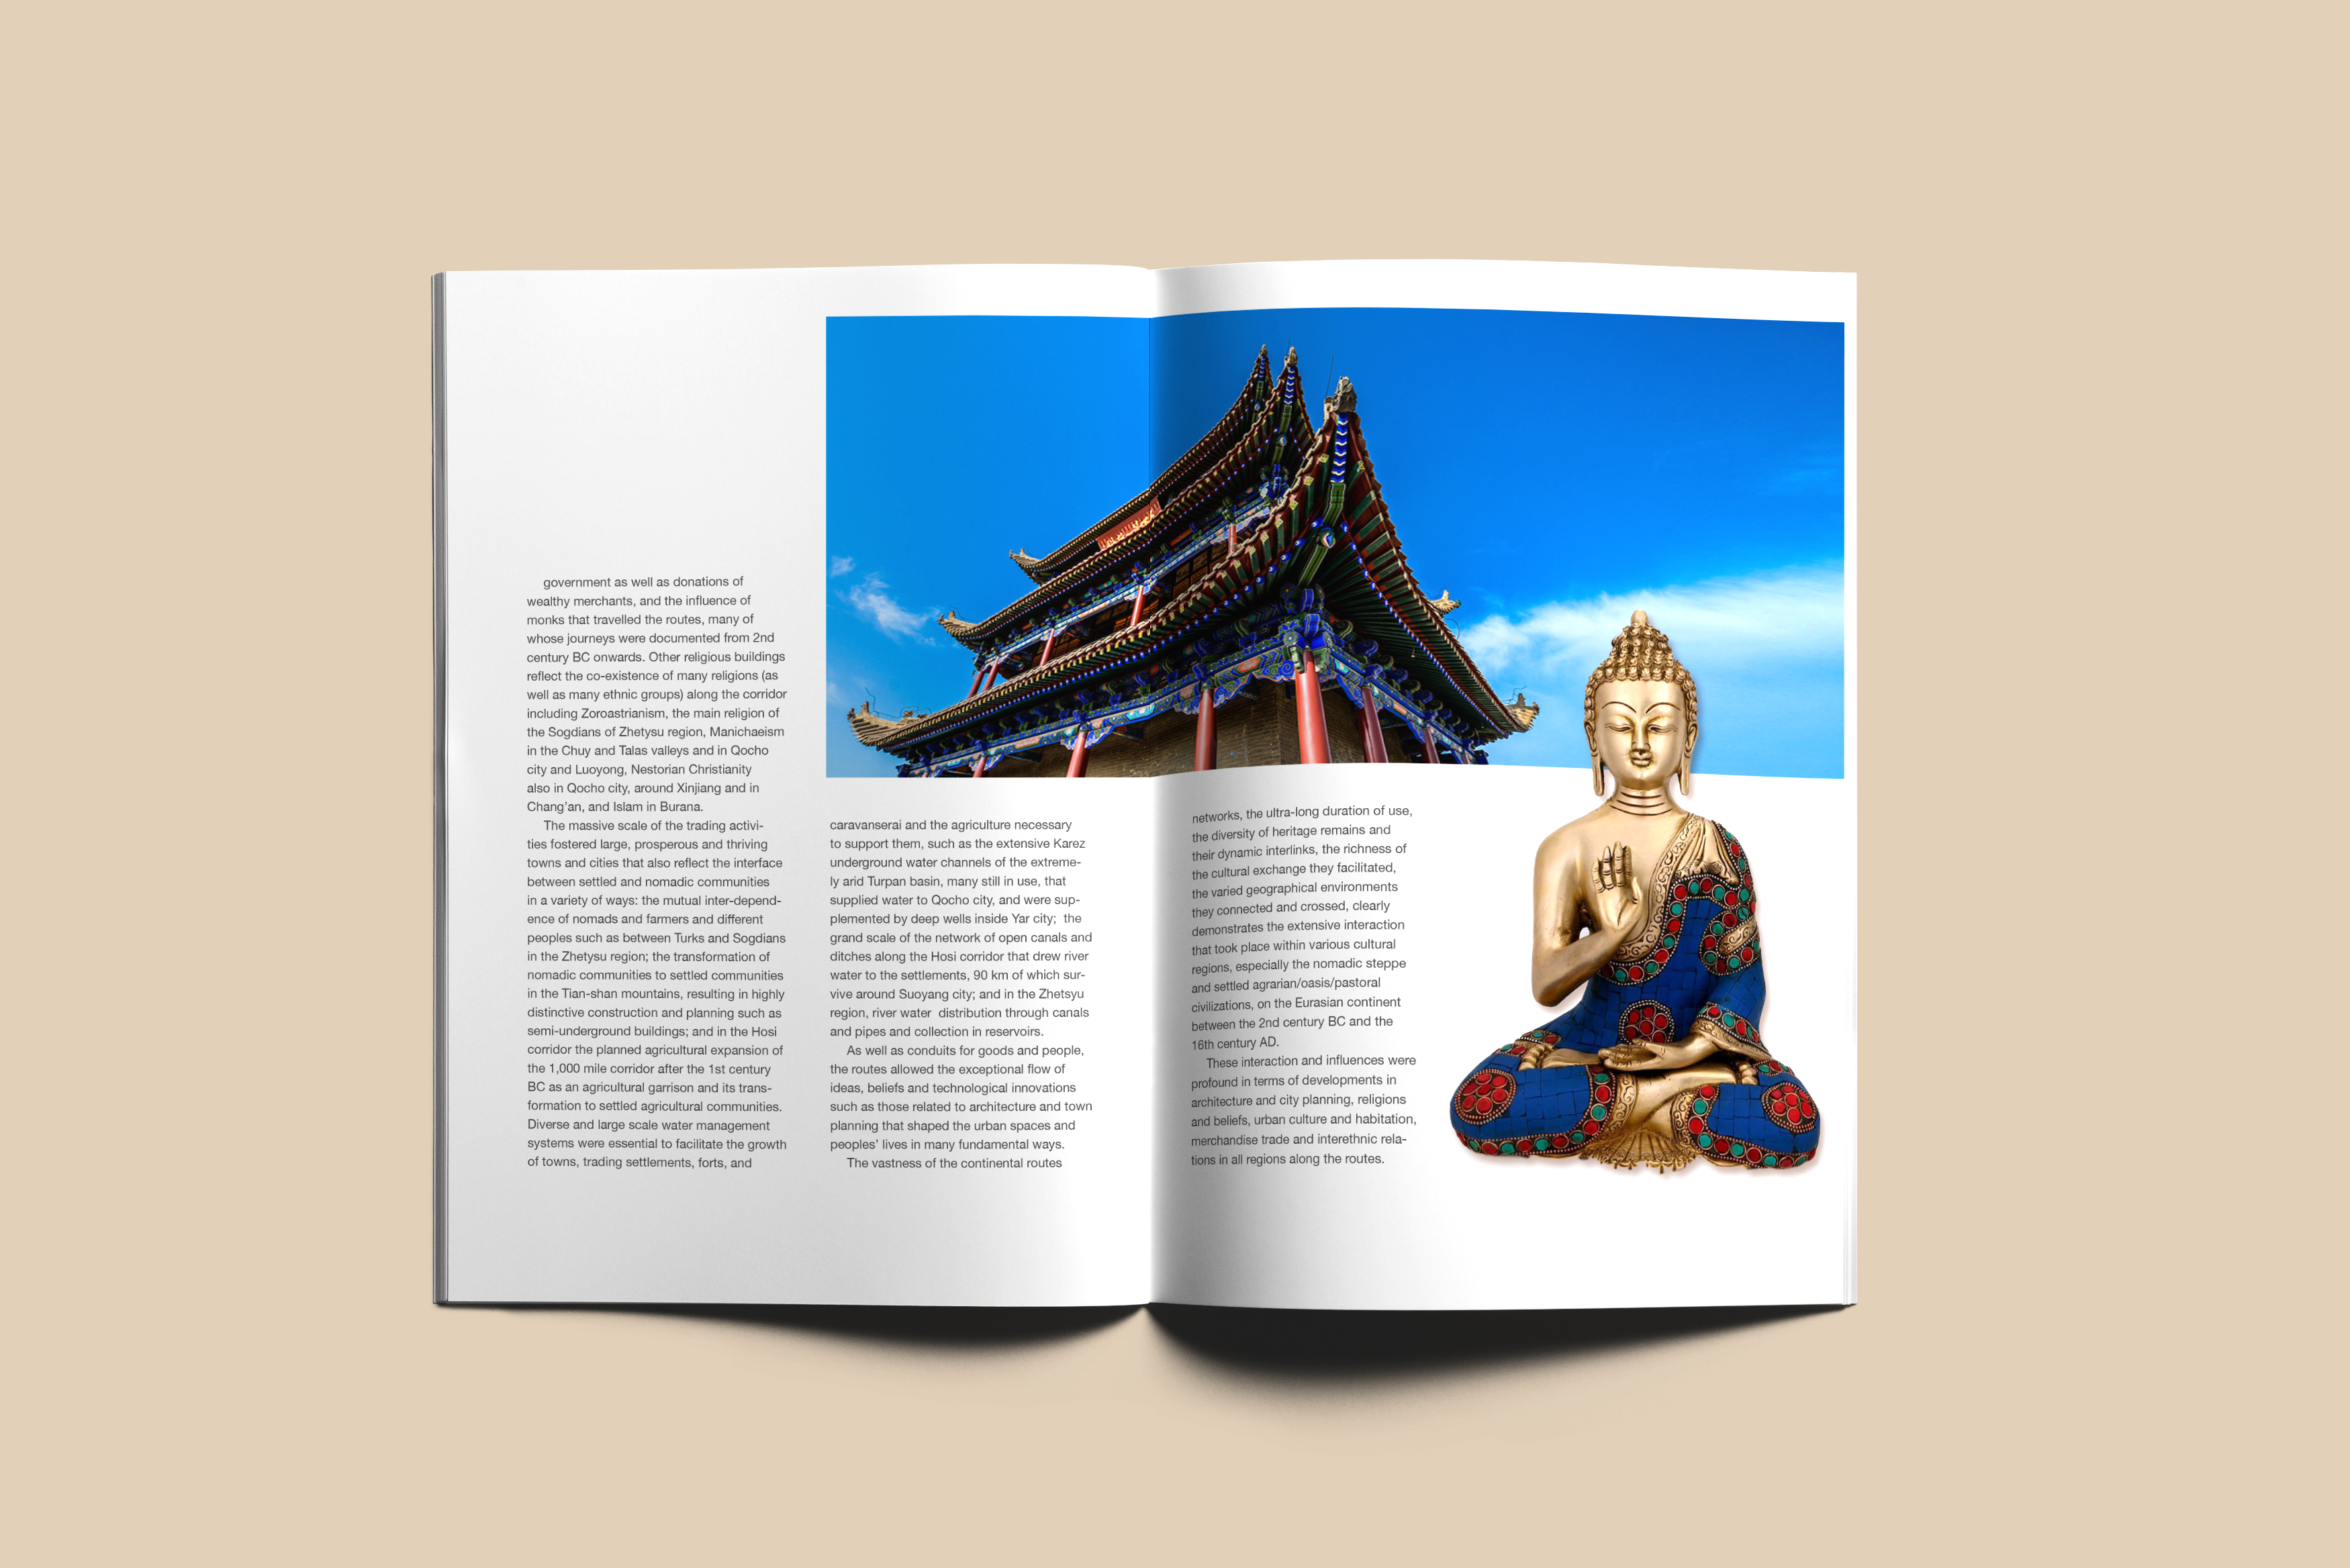 government as well as donations of
wealthy merchants, and the influence of
monks that travelled the routes, many of
whose journeys were documented from 2nd
century BC onwards. Other religious buildings
reflect the co-existence of many religions (as
well as many ethnic groups) along the corridor
including Zoroastrianism, the main religion of
the Sogdians of Zhetysu region, Manichaeism
in the Chuy and Talas valleys and in Qocho
city and Luoyong, Nestorian Christianity
also in Qocho city, around Xinjiang and in
Chang’an, and Islam in Burana.
The massive scale of the trading activi-
ties fostered large, prosperous and thriving
towns and cities that also reflect the interface
between settled and nomadic communities
in a variety of ways: the mutual inter-depend-
ence of nomads and farmers and different
peoples such as between Turks and Sogdians
in the Zhetysu region; the transformation of
nomadic communities to settled communities
in the Tian-shan mountains, resulting in highly
distinctive construction and planning such as
semi-underground buildings; and in the Hosi
corridor the planned agricultural expansion of
the 1,000 mile corridor after the 1st century
BC as an agricultural garrison and its trans-
formation to settled agricultural communities.
Diverse and large scale water management
systems were essential to facilitate the growth
of towns, trading settlements, forts, and
caravanserai and the agriculture necessary
to support them, such as the extensive Karez
underground water channels of the extreme-
ly arid Turpan basin, many still in use, that
supplied water to Qocho city, and were sup-
plemented by deep wells inside Yar city;  the
grand scale of the network of open canals and
ditches along the Hosi corridor that drew river
water to the settlements, 90 km of which sur-
vive around Suoyang city; and in the Zhetsyu
region, river water  distribution through canals
and pipes and collection in reservoirs.
As well as conduits for goods and people,
the routes allowed the exceptional flow of
ideas, beliefs and technological innovations
such as those related to architecture and town
planning that shaped the urban spaces and
peoples’ lives in many fundamental ways.
The vastness of the continental routes
networks, the ultra-long duration of use,
the diversity of heritage remains and
their dynamic interlinks, the richness of
the cultural exchange they facilitated,
the varied geographical environments
they connected and crossed, clearly
demonstrates the extensive interaction
that took place within various cultural
regions, especially the nomadic steppe
and settled agrarian/oasis/pastoral
civilizations, on the Eurasian continent
between the 2nd century BC and the
16th century AD.
These interaction and influences were
profound in terms of developments in
architecture and city planning, religions
and beliefs, urban culture and habitation,
merchandise trade and interethnic rela-
tions in all regions along the routes.